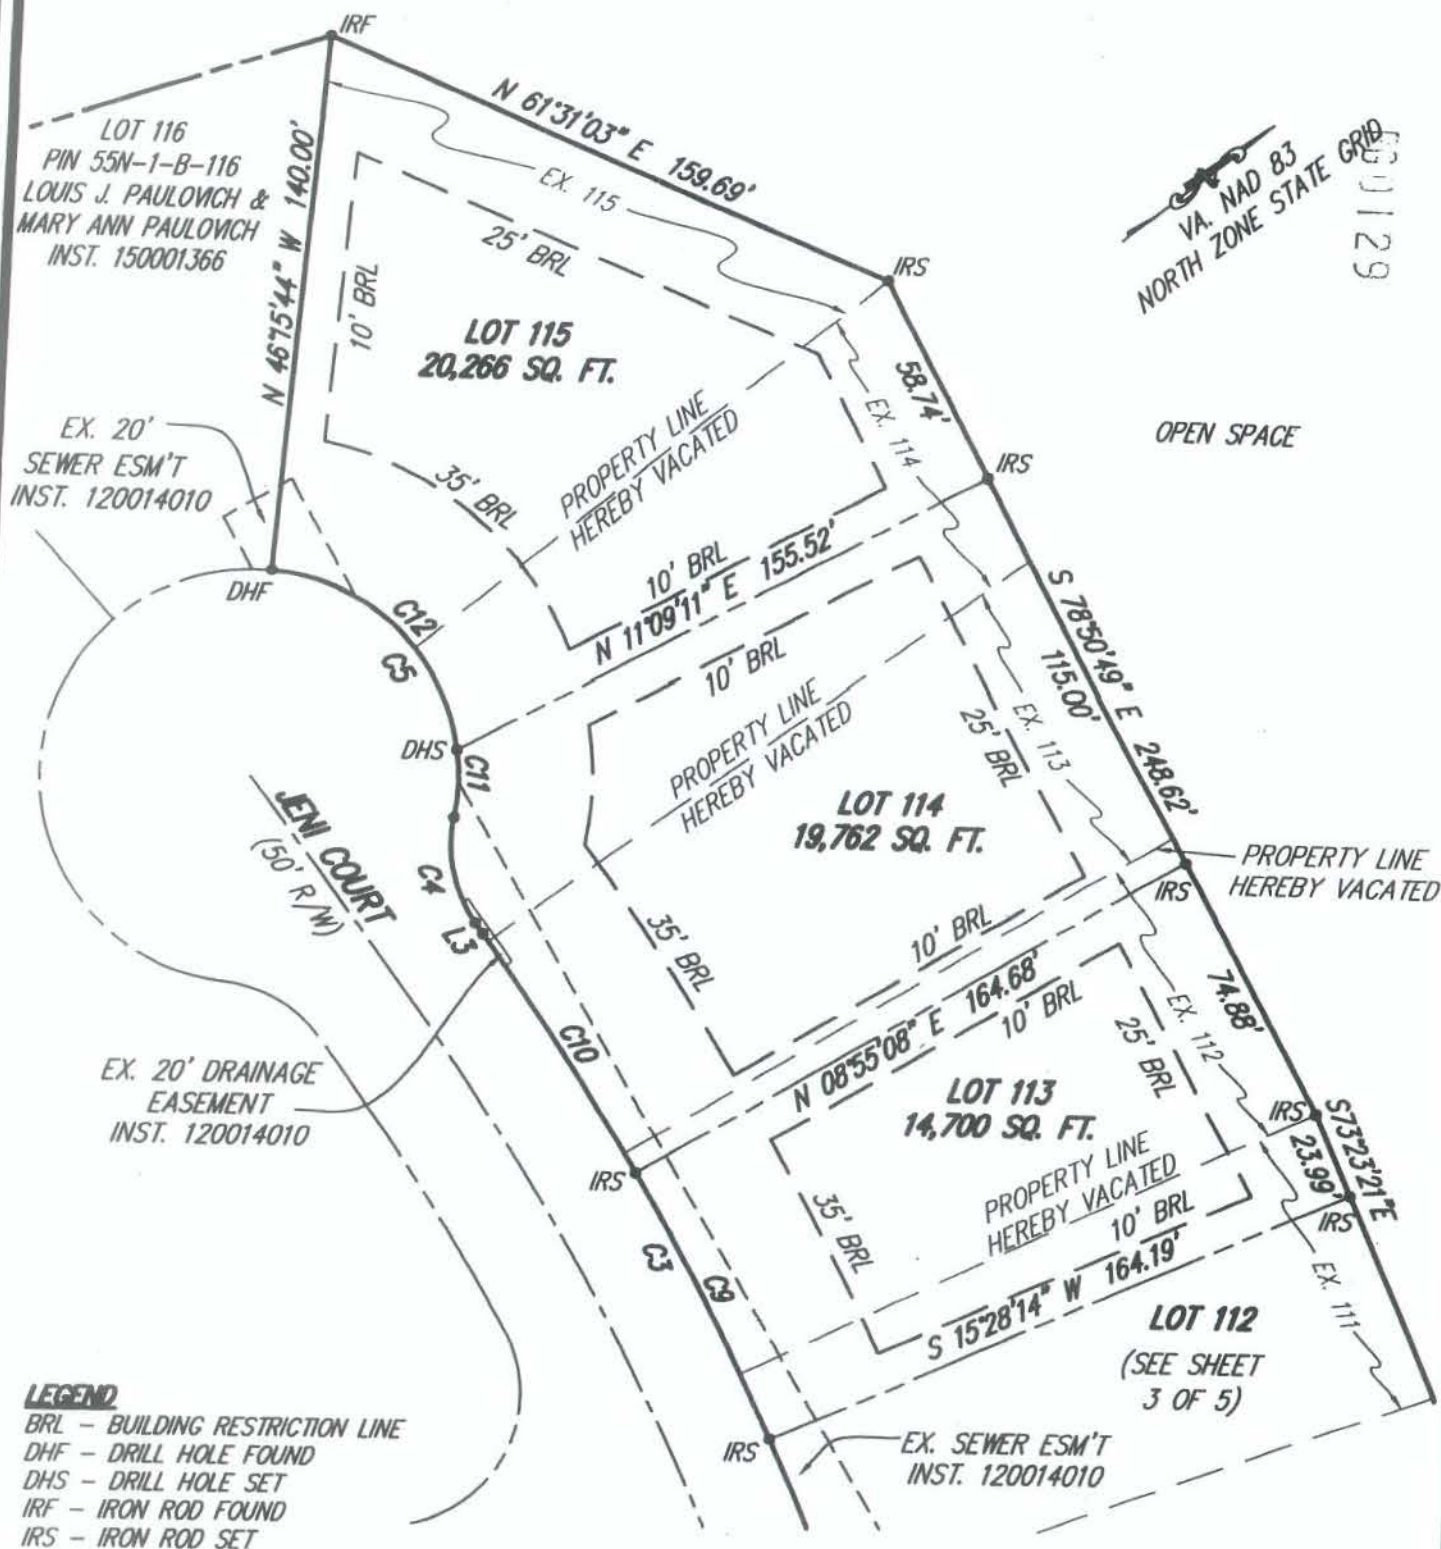 IRF
N 61°31'03" E 159.69'
LOT 116
PIN 55N-1-B-116
LOUIS J. PAULOVICH &
MARY ANN PAULOVICH
INST. 150001366
N 46°15'44" W 140.00'
EX. 115
25' BRL
10' BRL
IRS
VA. NAD 83
NORTH ZONE STATE GRID
LOT 115
20,266 SQ. FT.
58.74'
EX. 114
OPEN SPACE
EX. 20'
SEWER ESM'T
INST. 120014010
PROPERTY LINE
HEREBY VACATED
35' BRL
IRS
DHF
C12
C5
10' BRL
N 11°09'11" E 155.52'
10' BRL
S 78°50'49" E 248.62'
115.00'
DHS
C11
PROPERTY LINE
HEREBY VACATED
25' BRL
EX. 113
JENI COURT
(50' R/W)
LOT 114
19,762 SQ. FT.
PROPERTY LINE
HEREBY VACATED
IRS
C4
L3
35' BRL
10' BRL
N 08°55'08" E 164.68'
10' BRL
74.88'
EX. 112
25' BRL
C10
EX. 20' DRAINAGE
EASEMENT
INST. 120014010
LOT 113
14,700 SQ. FT.
IRS
S73°23'21"E
23.99'
IRS
IRS
PROPERTY LINE
HEREBY VACATED
35' BRL
10' BRL
S 15°28'14" W 164.19'
C3
C9
EX. 111
LOT 112
(SEE SHEET
3 OF 5)
IRS
EX. SEWER ESM'T
INST. 120014010
LEGEND
BRL - BUILDING RESTRICTION LINE
DHF - DRILL HOLE FOUND
DHS - DRILL HOLE SET
IRF - IRON ROD FOUND
IRS - IRON ROD SET